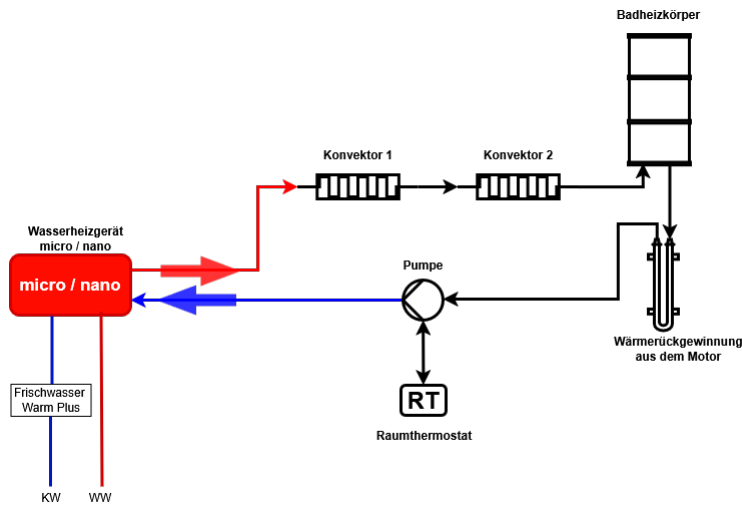 Badheizkörper
Konvektor 1
Konvektor 2
Wasserheizgerät
micro / nano
micro / nano
Pumpe
Wärmerückgewinnung
aus dem Motor
Frischwasser
Warm Plus
RT
Raumthermostat
KW
WW